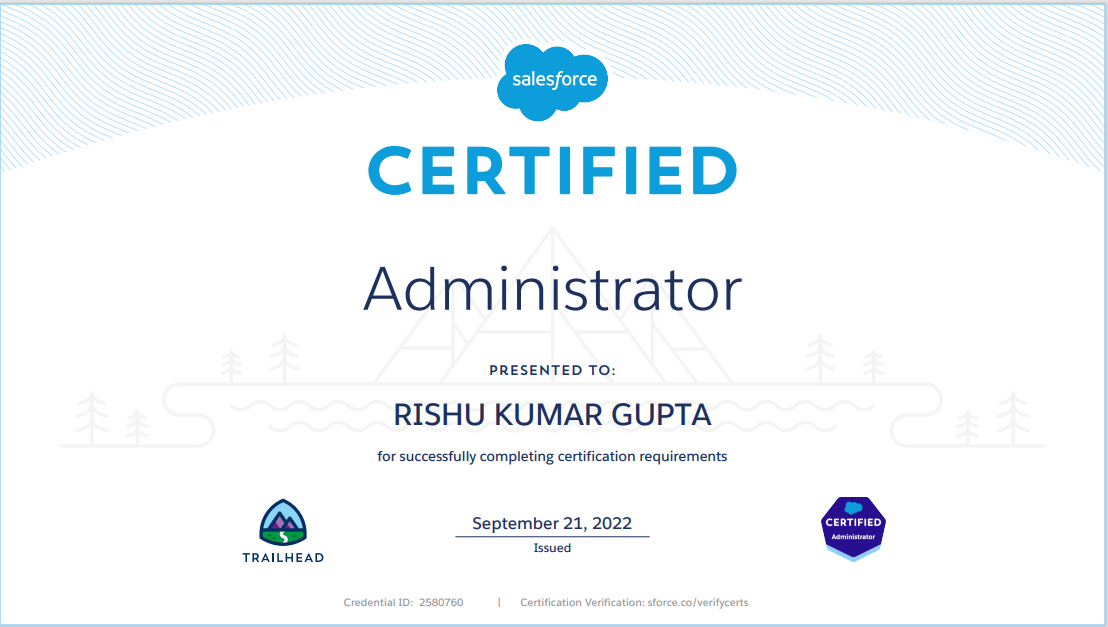 salesforce
CERTIFIED
Administrator
PRESENTED TO:
RISHU KUMAR GUPTA
for successfully completing certification requirements
TRAILHEAD
September 21, 2022
Issued
CERTIFIED
Administrator
Credential ID: 2580760 | Certification Verification: sforce.co/verifycerts